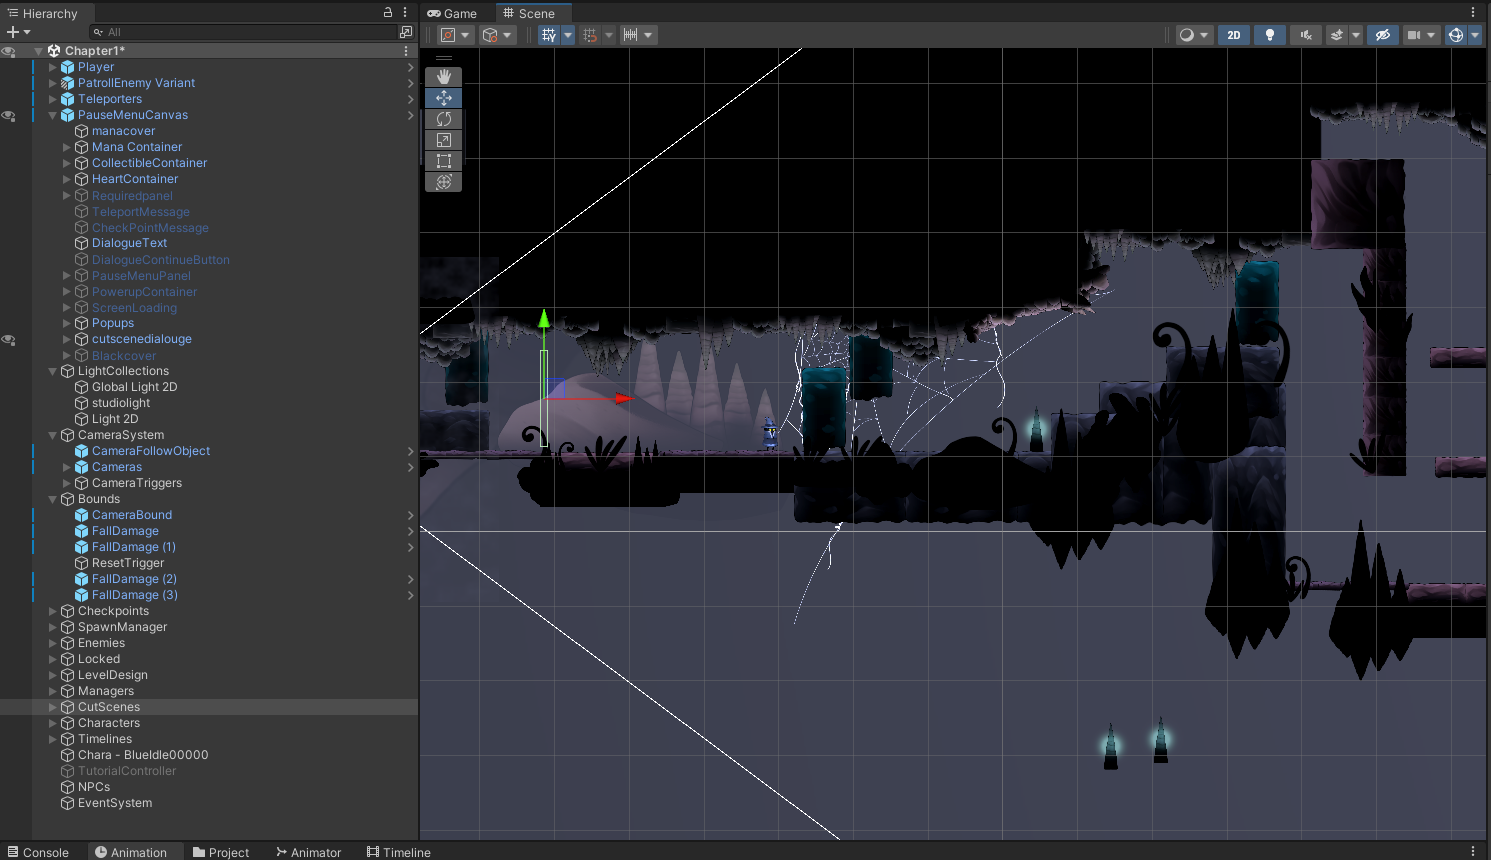 Hierarchy
Game
Scene
All
2D
Chapter1*
Player
PatrollEnemy Variant
Teleporters
PauseMenuCanvas
manacover
Mana Container
CollectibleContainer
HeartContainer
Requiredpanel
TeleportMessage
CheckPointMessage
DialogueText
DialogueContinueButton
PauseMenuPanel
PowerupContainer
ScreenLoading
Popups
cutscenedialouge
Blackcover
LightCollections
Global Light 2D
studiolight
Light 2D
CameraSystem
CameraFollowObject
Cameras
CameraTriggers
Bounds
CameraBound
FallDamage
FallDamage (1)
ResetTrigger
FallDamage (2)
FallDamage (3)
Checkpoints
SpawnManager
Enemies
Locked
LevelDesign
Managers
CutScenes
Characters
Timelines
Chara - BlueIdle00000
TutorialController
NPCs
EventSystem
Console
Animation
Project
Animator
Timeline